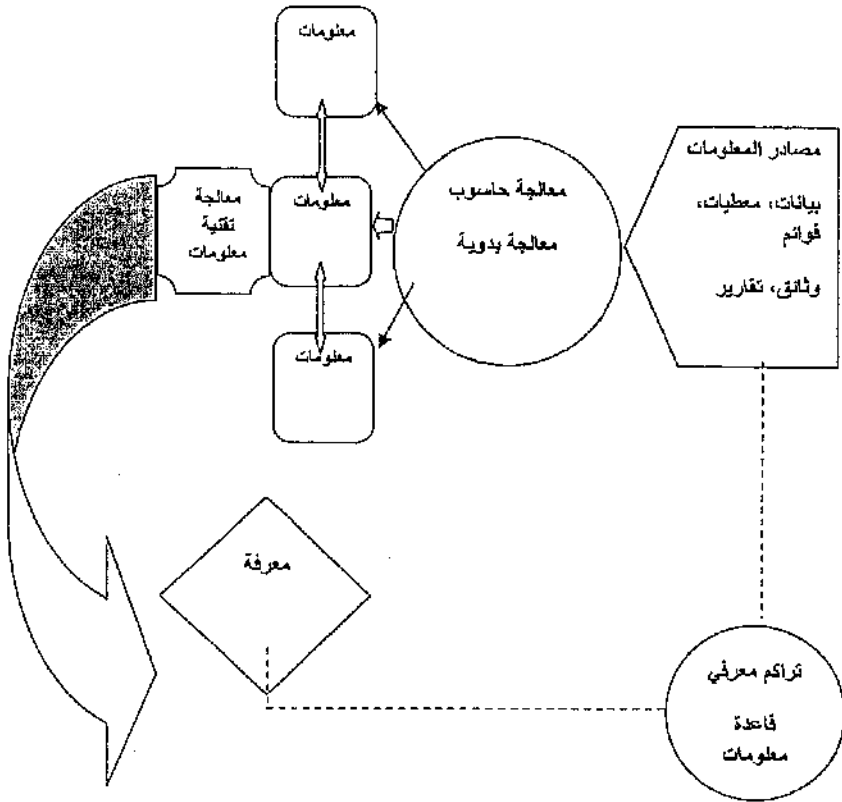 مصادر المعلومات
بيانات، معطيات،
قوائم
وثائق، تقارير
معالجة حاسوب
معالجة يدوية
معلومات
معلومات
معلومات
معالجة
تقنية
معلومات
معرفة
تراكم معرفي
قاعدة
معلومات